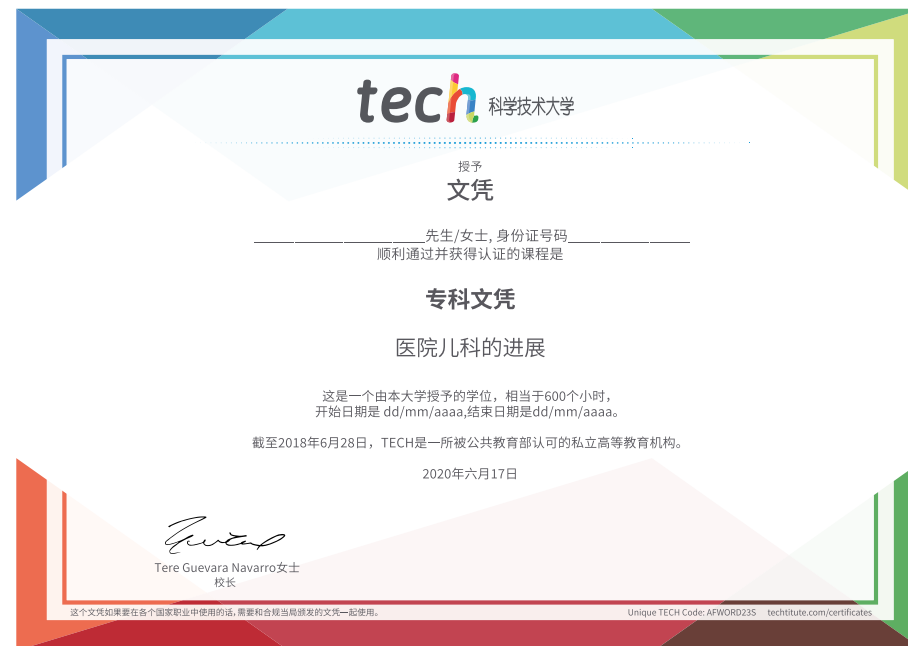 tech 科学技术大学
授予
文凭
______________________先生/女士, 身份证号码_______________
顺利通过并获得认证的课程是
专科文凭
医院儿科的进展
这是一个由本大学授予的学位，相当于600个小时，
开始日期是 dd/mm/aaaa,结束日期是dd/mm/aaaa。
截至2018年6月28日，TECH是一所被公共教育部认可的私立高等教育机构。
2020年六月17日
Tere Guevara Navarro女士
校长
这个文凭如果要在各个国家职业中使用的话,需要和合规当局颁发的文凭一起使用。
Unique TECH Code: AFWORD23S techtitute.com/certificates